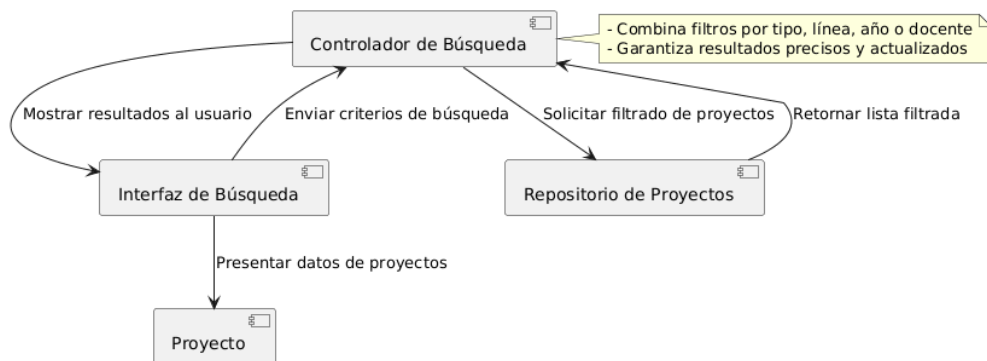 Controlador de Búsqueda
- Combina filtros por tipo, línea, año o docente
- Garantiza resultados precisos y actualizados
Mostrar resultados al usuario
Enviar criterios de búsqueda
Solicitar filtrado de proyectos
Retornar lista filtrada
Interfaz de Búsqueda
Repositorio de Proyectos
Presentar datos de proyectos
Proyecto